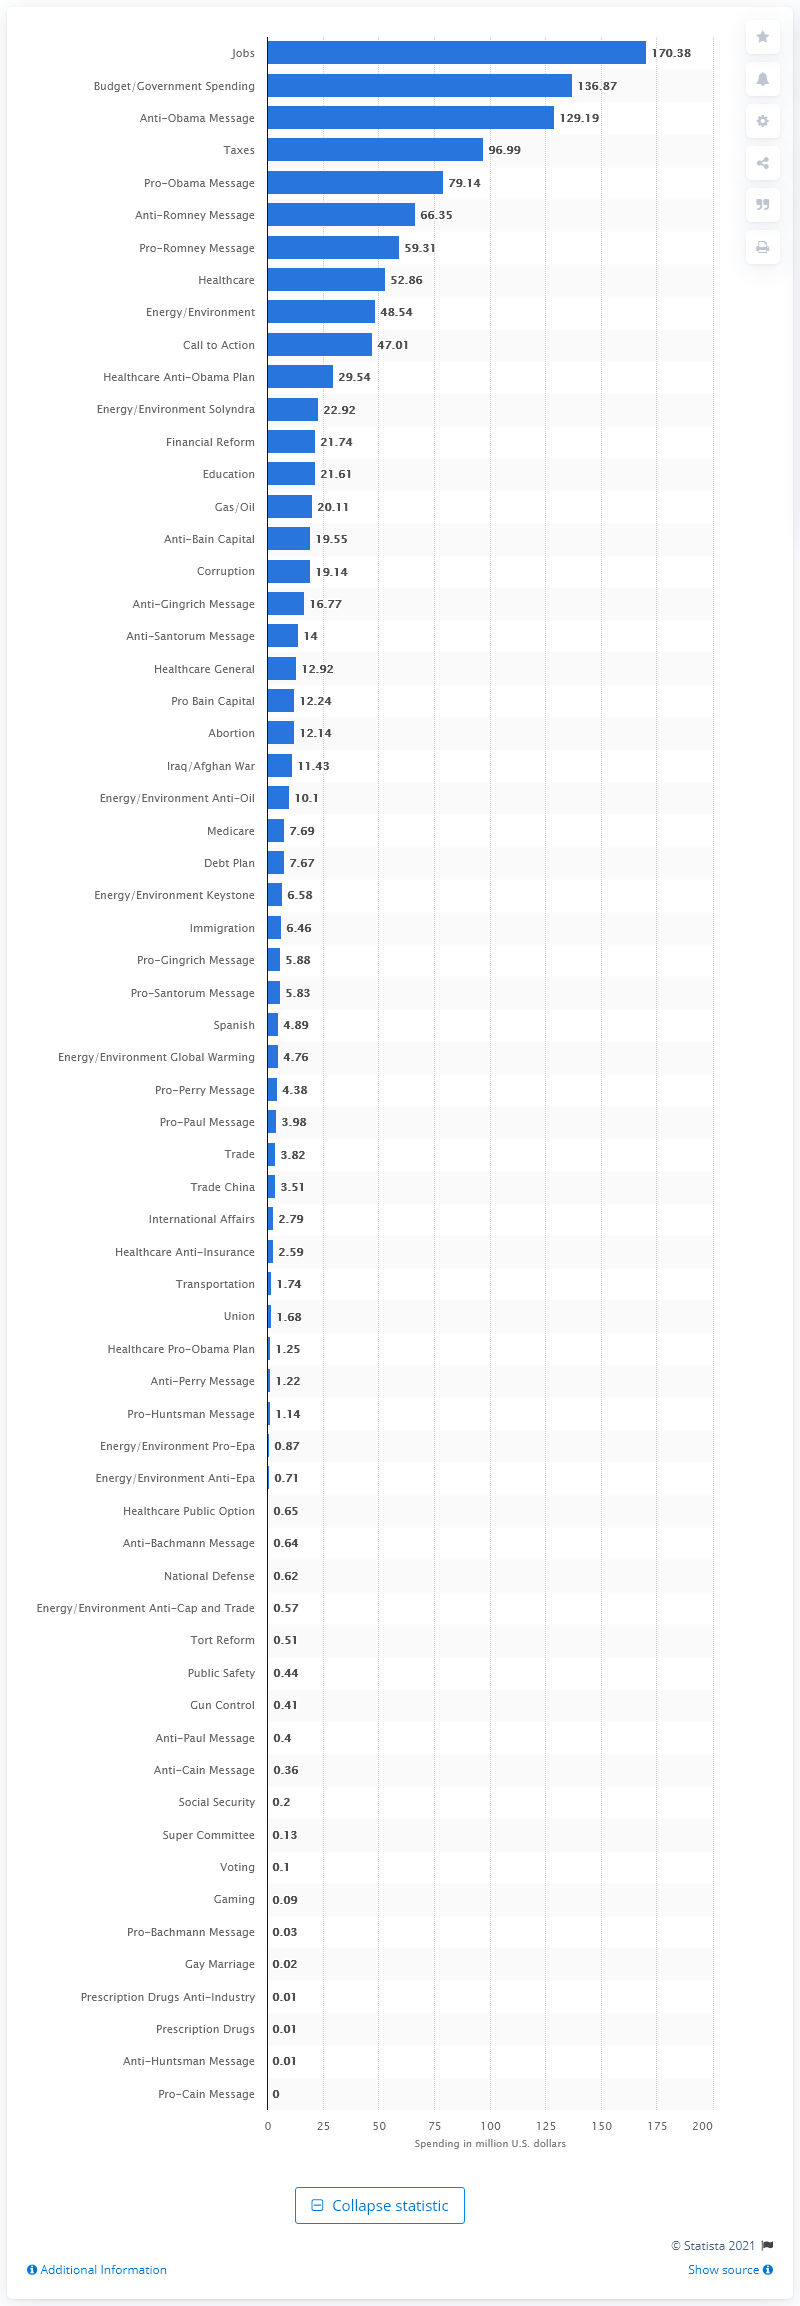 Jobs 170.38
Budget/Government Spending 136.87
Anti-Obama Message 129.19
Taxes 96.99
Pro-Obama Message 79.14
Anti-Romney Message 66.35
Pro-Romney Message 59.31
Healthcare 52.86
Energy/Environment 48.54
Call to Action 47.01
Healthcare Anti-Obama Plan 29.54
Energy/Environment Solyndra 22.92
Financial Reform 21.74
Education 21.61
Gas/Oil 20.11
Anti-Bain Capital 19.55
Corruption 19.14
Anti-Gingrich Message 16.77
Anti-Santorum Message 14
Healthcare General 12.92
Pro Bain Capital 12.24
Abortion 12.14
Iraq/Afghan War 11.43
Energy/Environment Anti-Oil 10.1
Medicare 7.69
Debt Plan 7.67
Energy/Environment Keystone 6.58
Immigration 6.46
Pro-Gingrich Message 5.88
Pro-Santorum Message 5.83
Spanish 4.89
Energy/Environment Global Warming 4.76
Pro-Perry Message 4.38
Pro-Paul Message 3.98
Trade 3.82
Trade China 3.51
International Affairs 2.79
Healthcare Anti-Insurance 2.59
Transportation 1.74
Union 1.68
Healthcare Pro-Obama Plan 1.25
Anti-Perry Message 1.22
Pro-Huntsman Message 1.14
Energy/Environment Pro-Epa 0.87
Energy/Environment Anti-Epa 0.71
Healthcare Public Option 0.65
Anti-Bachmann Message 0.64
National Defense 0.62
Energy/Environment Anti-Cap and Trade 0.57
Tort Reform 0.51
Public Safety 0.44
Gun Control 0.41
Anti-Paul Message 0.4
Anti-Cain Message 0.36
Social Security 0.2
Super Committee 0.13
Voting 0.1
Gaming 0.09
Pro-Bachmann Message 0.03
Gay Marriage 0.02
Prescription Drugs Anti-Industry 0.01
Prescription Drugs 0.01
Anti-Huntsman Message 0.01
Pro-Cain Message 0
0 25 50 75 100 125 150 175 200
Spending in million U.S. dollars
Collapse statistic
© Statista 2021
Additional Information Show source